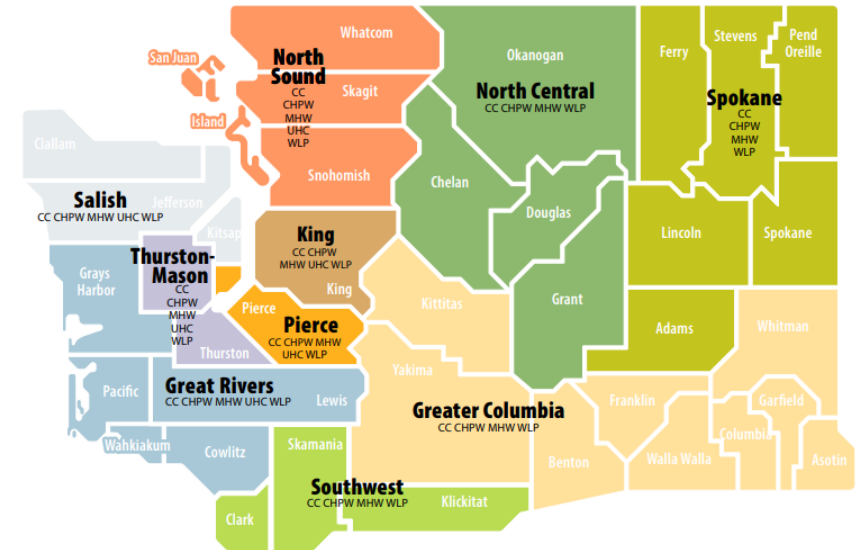 Whatcom
San Juan
North
Sound
CC
CHPW
MHW
UHC
WLP
Skagit
Island
Snohomish
Okanogan
North Central
CC CHPW MHW WLP
Chelan
Douglas
Grant
Ferry
Stevens
Pend
Oreille
Spokane
CC
CHPW
MHW
WLP
Lincoln
Spokane
Adams
Clallam
Salish
CC CHPW MHW UHC WLP
Jefferson
Kitsap
King
CC CHPW
MHW UHC WLP
King
Thurston-
Mason
CC
CHPW
MHW
UHC
WLP
Thurston
Grays
Harbor
Pierce
Pierce
CC CHPW MHW
UHC WLP
Great Rivers
CC CHPW MHW UHC WLP
Lewis
Pacific
Wahkiakum
Cowlitz
Kittitas
Yakima
Greater Columbia
CC CHPW MHW WLP
Whitman
Franklin
Garfield
Columbia
Benton
Walla Walla
Asotin
Skamania
Southwest
CC CHPW MHW WLP
Klickitat
Clark